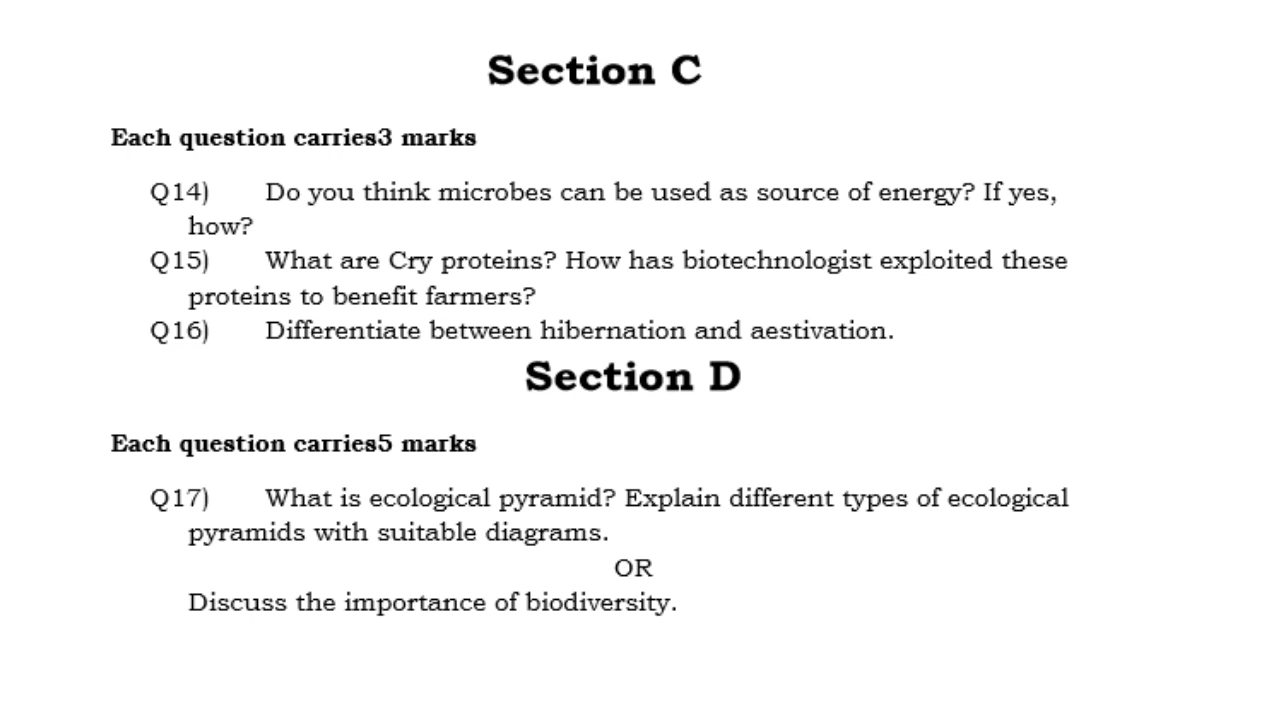 Section C
Each question carries3 marks
Q14) Do you think microbes can be used as source of energy? If yes,
how?
Q15) What are Cry proteins? How has biotechnologist exploited these
proteins to benefit farmers?
Q16) Differentiate between hibernation and aestivation.
Section D
Each question carries5 marks
Q17) What is ecological pyramid? Explain different types of ecological
pyramids with suitable diagrams.
OR
Discuss the importance of biodiversity.